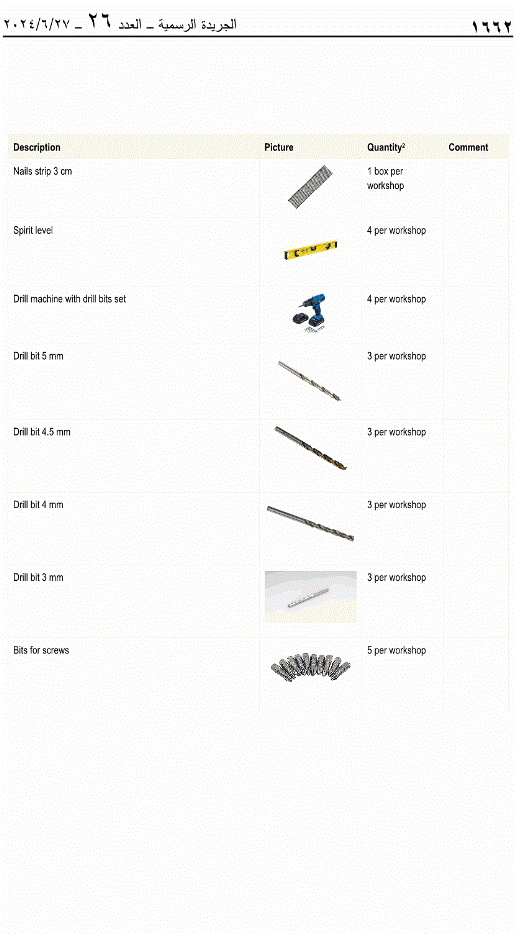 ١٦٦٢
الجريدة الرسمية ــ العدد ٢٦ ــ ٢٠٢٤/٦/٢٧
Description Picture Quantity² Comment
Nails strip 3 cm 1 box per
workshop
Spirit level 4 per workshop
Drill machine with drill bits set 4 per workshop
Drill bit 5 mm 3 per workshop
Drill bit 4.5 mm 3 per workshop
Drill bit 4 mm 3 per workshop
Drill bit 3 mm 3 per workshop
Bits for screws 5 per workshop